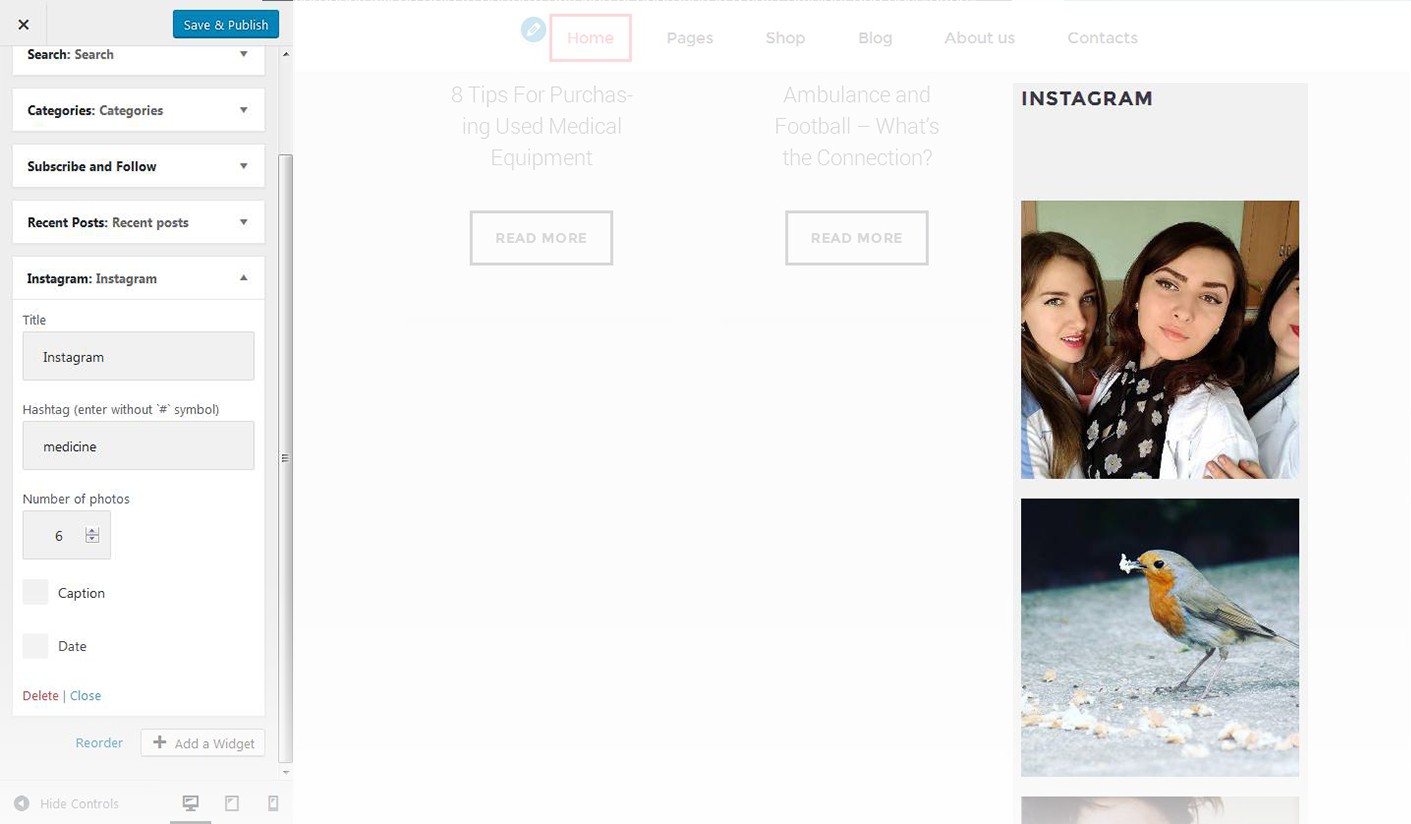 Save & Publish
Search: Search
Categories: Categories
Subscribe and Follow
Recent Posts: Recent posts
Instagram: Instagram
Title
Instagram
Hashtag (enter without `#` symbol)
medicine
Number of photos
6
Caption
Date
Delete | Close
Reorder
Add a Widget
Hide Controls
Home
Pages
Shop
Blog
About us
Contacts
8 Tips For Purchas-
ing Used Medical
Equipment
READ MORE
Ambulance and
Football – What's
the Connection?
READ MORE
INSTAGRAM